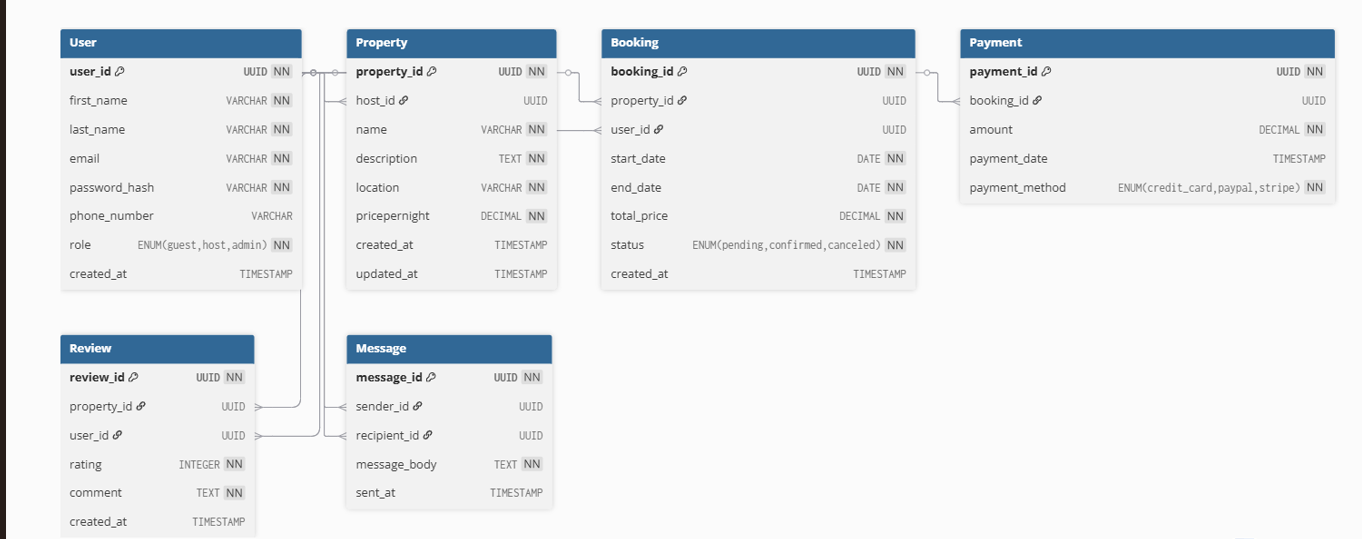 User
user_id UUID NN
first_name VARCHAR NN
last_name VARCHAR NN
email VARCHAR NN
password_hash VARCHAR NN
phone_number VARCHAR
role ENUM(guest,host,admin) NN
created_at TIMESTAMP
Property
property_id UUID NN
host_id UUID
name VARCHAR NN
description TEXT NN
location VARCHAR NN
pricepernight DECIMAL NN
created_at TIMESTAMP
updated_at TIMESTAMP
Booking
booking_id UUID NN
property_id UUID
user_id UUID
start_date DATE NN
end_date DATE NN
total_price DECIMAL NN
status ENUM(pending,confirmed,canceled) NN
created_at TIMESTAMP
Payment
payment_id UUID NN
booking_id UUID
amount DECIMAL NN
payment_date TIMESTAMP
payment_method ENUM(credit_card,paypal,stripe) NN
Review
review_id UUID NN
property_id UUID
user_id UUID
rating INTEGER NN
comment TEXT NN
created_at TIMESTAMP
Message
message_id UUID NN
sender_id UUID
recipient_id UUID
message_body TEXT NN
sent_at TIMESTAMP